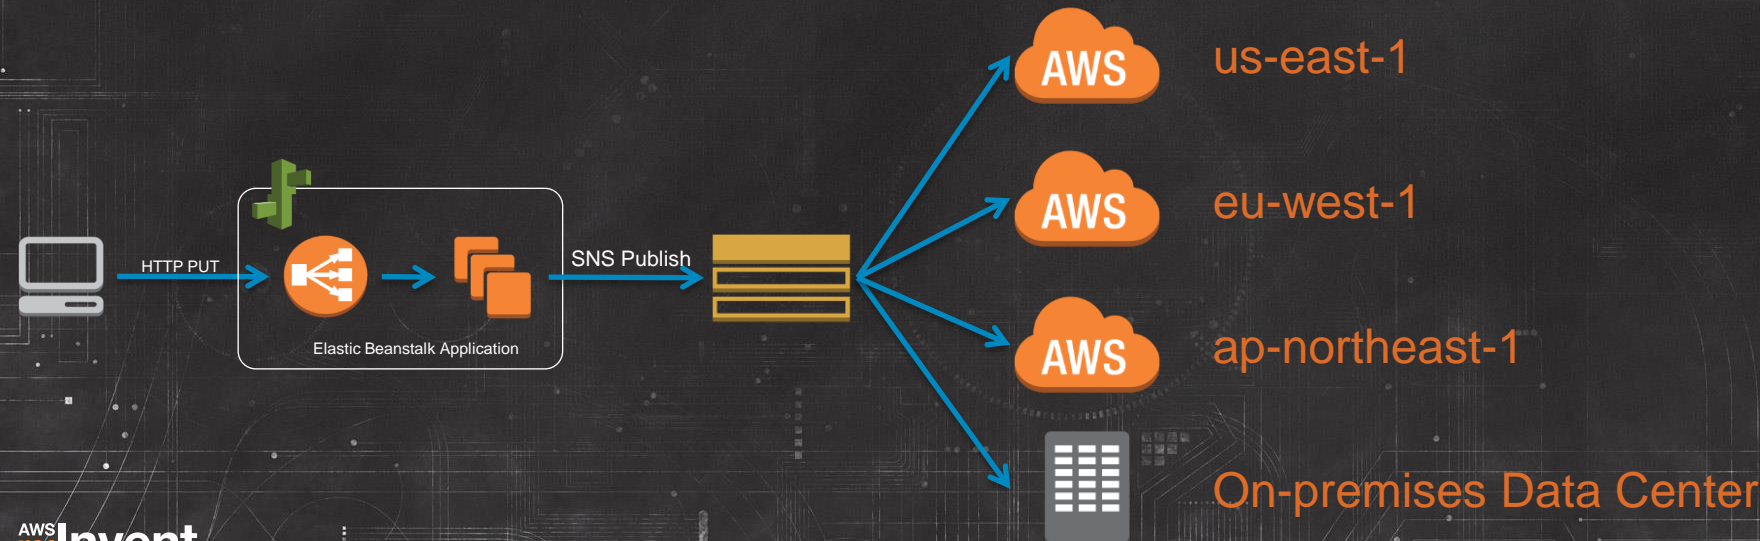 AWS
us-east-1
AWS
eu-west-1
HTTP PUT
SNS Publish
Elastic Beanstalk Application
AWS
ap-northeast-1
On-premises Data Center
AWS